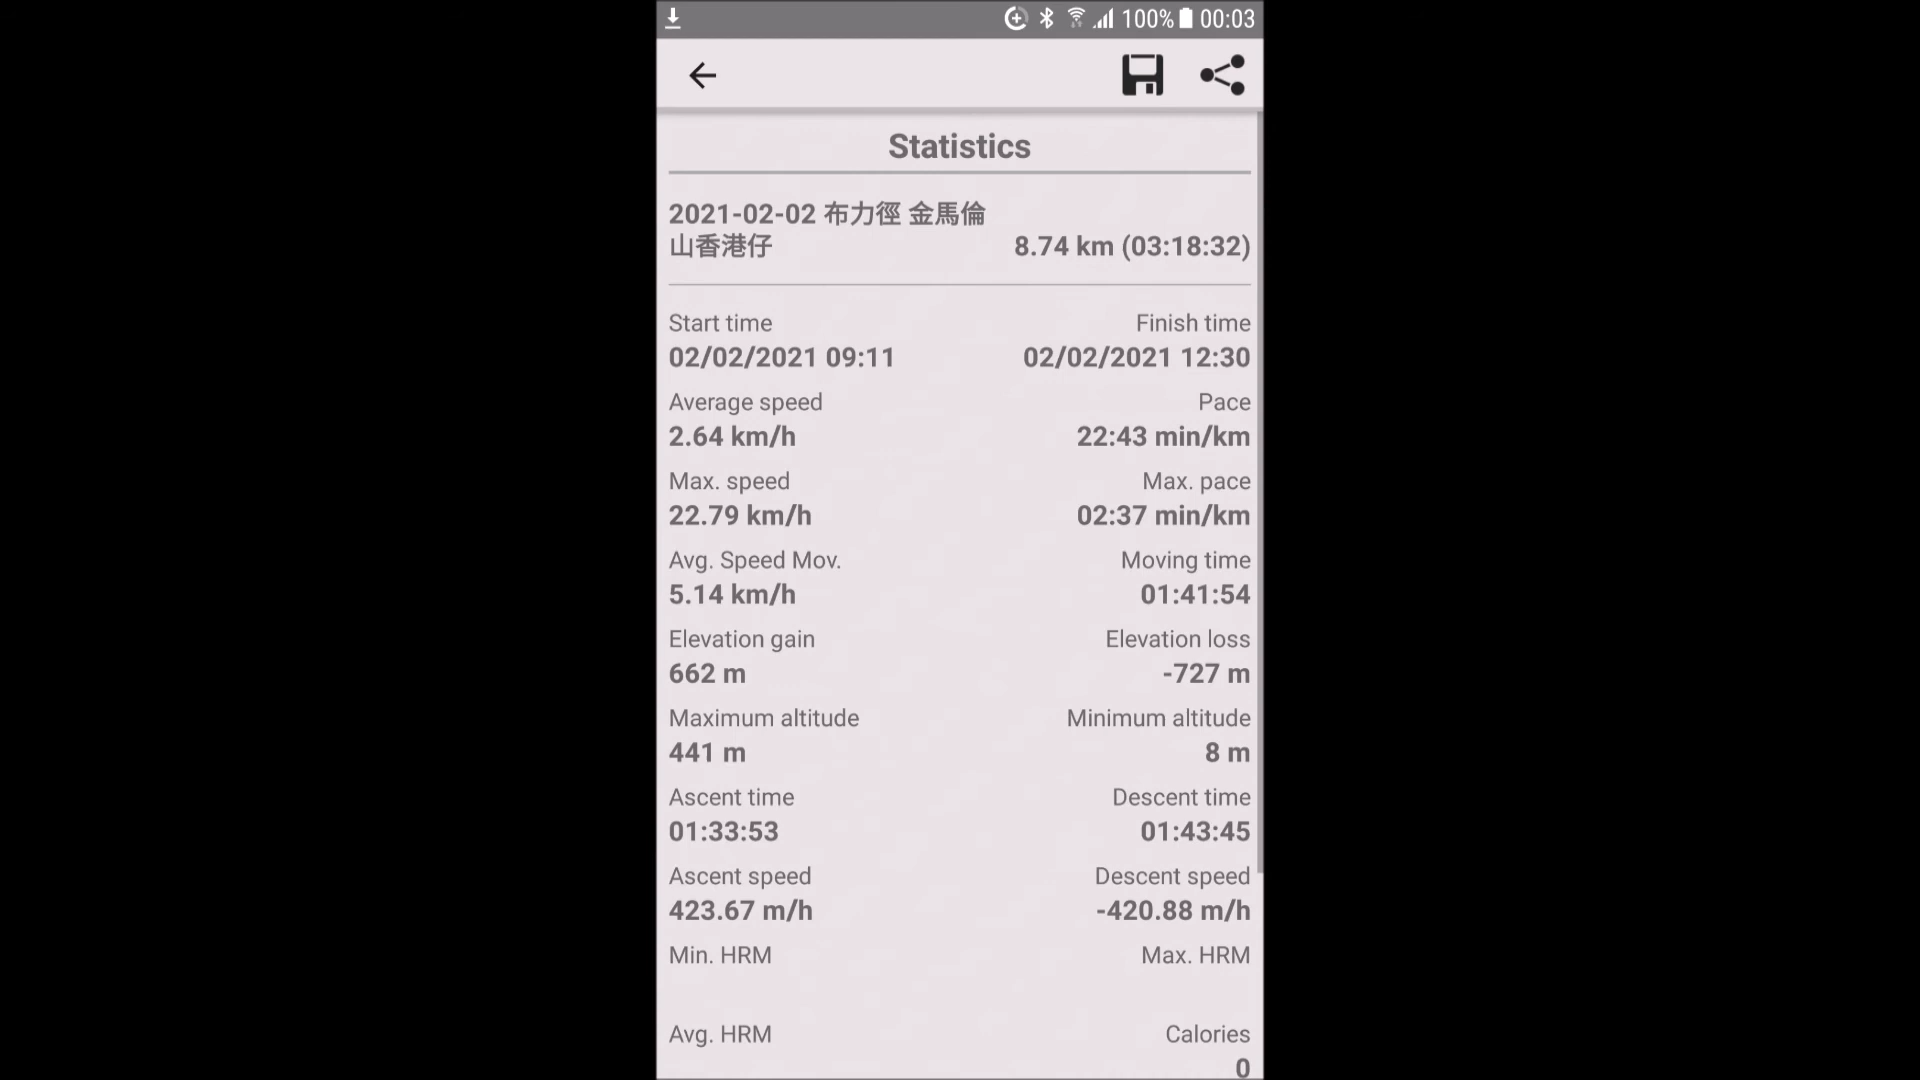 100% 00:03
Statistics
2021-02-02 布力徑 金馬倫
山香港仔 8.74 km (03:18:32)
Start time Finish time
02/02/2021 09:11 02/02/2021 12:30
Average speed Pace
2.64 km/h 22:43 min/km
Max. speed Max. pace
22.79 km/h 02:37 min/km
Avg. Speed Mov. Moving time
5.14 km/h 01:41:54
Elevation gain Elevation loss
662 m -727 m
Maximum altitude Minimum altitude
441 m 8 m
Ascent time Descent time
01:33:53 01:43:45
Ascent speed Descent speed
423.67 m/h -420.88 m/h
Min. HRM Max. HRM
Avg. HRM Calories
0